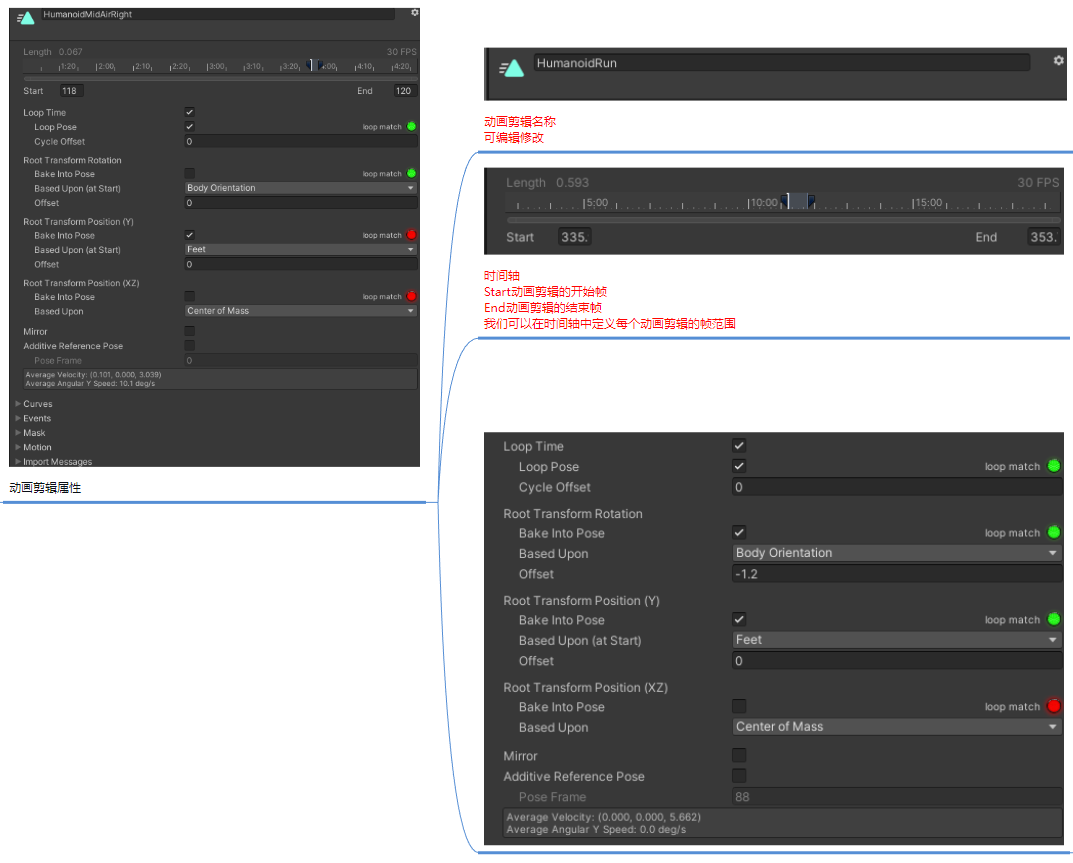 HumanoidMidAirRight
Length 0.067 30 FPS
1:20 2:00 2:10 2:20 3:00 3:10 3:20 4:00 4:10 4:20
Start 118 End 120
Loop Time
Loop Pose loop match
Cycle Offset 0
Root Transform Rotation
Bake Into Pose loop match
Based Upon (at Start) Body Orientation
Offset 0
Root Transform Position (Y)
Bake Into Pose loop match
Based Upon (at Start) Feet
Offset 0
Root Transform Position (XZ)
Bake Into Pose loop match
Based Upon Center of Mass
Mirror
Additive Reference Pose
Pose Frame 0
Average Velocity: (0.101, 0.000, 3.039)
Average Angular Y Speed: 10.1 deg/s
Curves
Events
Mask
Motion
Import Messages
动画剪辑属性
HumanoidRun
动画剪辑名称
可编辑修改
Length 0.593 30 FPS
5:00 10:00 15:00
Start 335. End 353.
时间轴
Start动画剪辑的开始帧
End动画剪辑的结束帧
我们可以在时间轴中定义每个动画剪辑的帧范围
Loop Time
Loop Pose loop match
Cycle Offset 0
Root Transform Rotation
Bake Into Pose loop match
Based Upon Body Orientation
Offset -1.2
Root Transform Position (Y)
Bake Into Pose loop match
Based Upon (at Start) Feet
Offset 0
Root Transform Position (XZ)
Bake Into Pose loop match
Based Upon Center of Mass
Mirror
Additive Reference Pose
Pose Frame 88
Average Velocity: (0.000, 0.000, 5.662)
Average Angular Y Speed: 0.0 deg/s